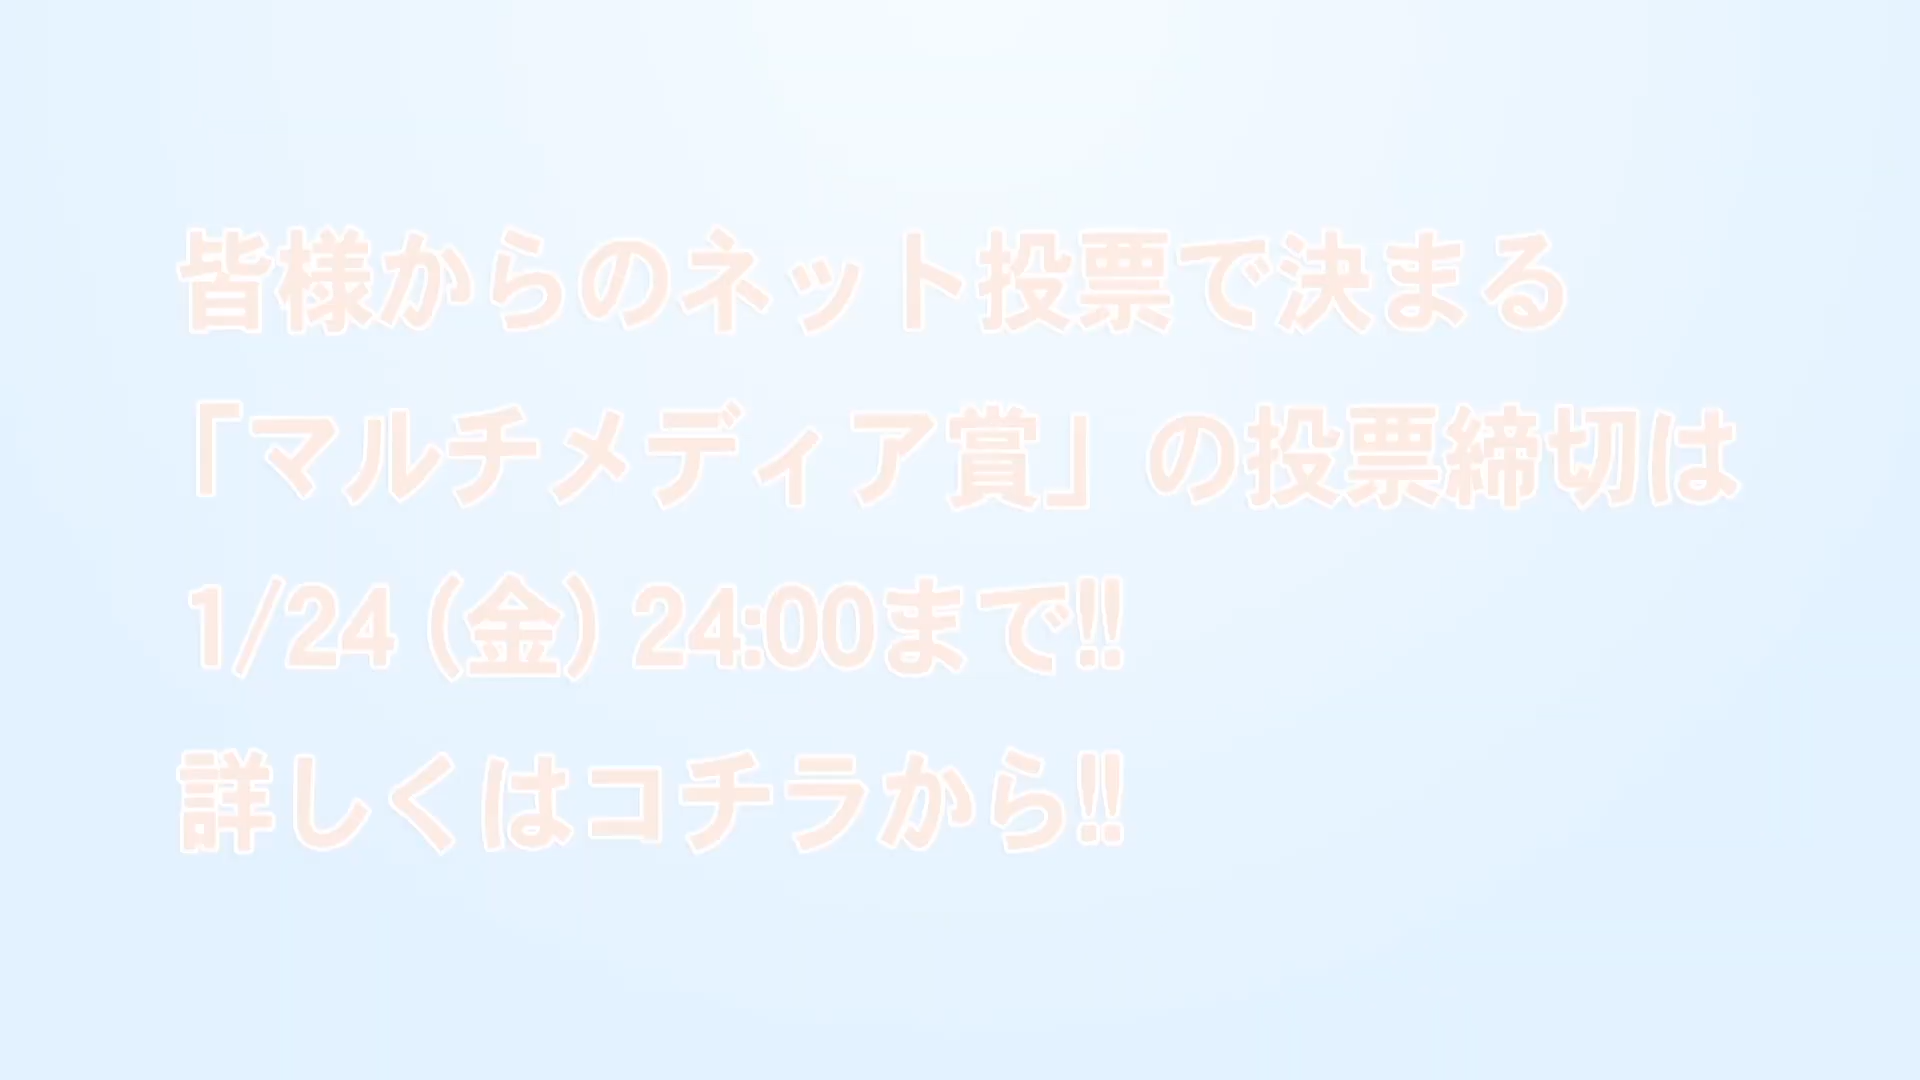 皆様からのネット投票で決まる
「マルチメディア賞」の投票締切は
1/24（金）24:00まで!!
詳しくはコチラから!!